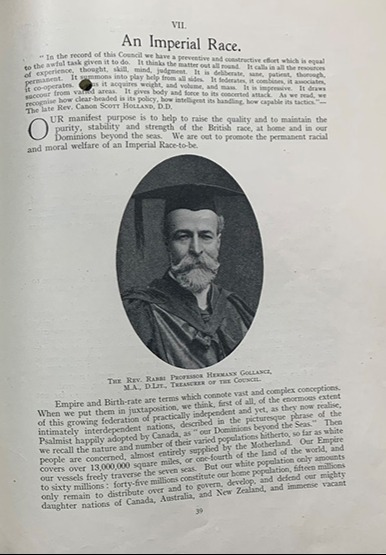 VII.
An Imperial Race.
" In the record of this Council we have a preventive and constructive effort which is equal
to the awful task given it to do. It thinks the matter out all round. It calls in all the resources
of experience, thought, skill, mind, judgment. It is deliberate, sane, patient, thorough,
permanent. It summons into play help from all sides. It federates, it combines, it associates,
it co-operates. it acquires weight, and volume, and mass. It is impressive. It draws
succour from varied areas. It gives body and force to its concerted attack. As we read, we
recognise how clear-headed is its policy, how intelligent its handling, how capable its tactics."—
The late Rev. CANON SCOTT HOLLAND, D.D.
OUR manifest purpose is to help to raise the quality and to maintain the
purity, stability and strength of the British race, at home and in our
Dominions beyond the seas. We are out to promote the permanent racial
and moral welfare of an Imperial Race-to-be.
THE REV. RABBI PROFESSOR HERMANN GOLLANCZ,
M.A., D.LIT., TREASURER OF THE COUNCIL.
Empire and Birth-rate are terms which connote vast and complex conceptions.
When we put them in juxtaposition, we think, first of all, of the enormous extent
of this growing federation of practically independent and yet, as they now realise,
intimately interdependent nations, described in the picturesque phrase of the
Psalmist happily adopted by Canada, as " our Dominions beyond the Seas." Then
we recall the nature and number of their varied populations hitherto, so far as white
people are concerned, almost entirely supplied by the Motherland. Our Empire
covers over 13,000,000 square miles, or one-fourth of the land of the world, and
our vessels freely traverse the seven seas. But our white population only amounts
to sixty millions : forty-five millions constitute our home population, fifteen millions
only remain to distribute over and to govern, develop, and defend our mighty
daughter nations of Canada, Australia, and New Zealand, and immense vacant
39